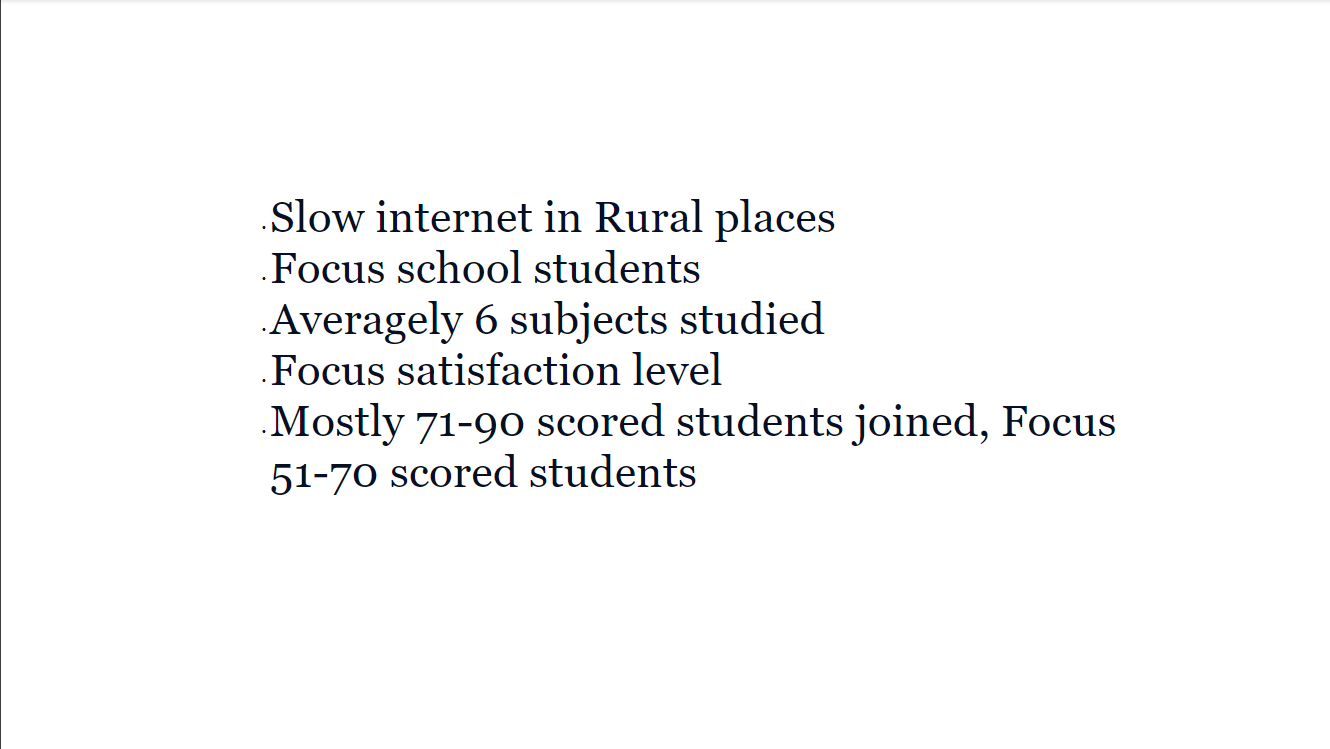 .Slow internet in Rural places
.Focus school students
.Averagely 6 subjects studied
.Focus satisfaction level
.Mostly 71-90 scored students joined, Focus
51-70 scored students